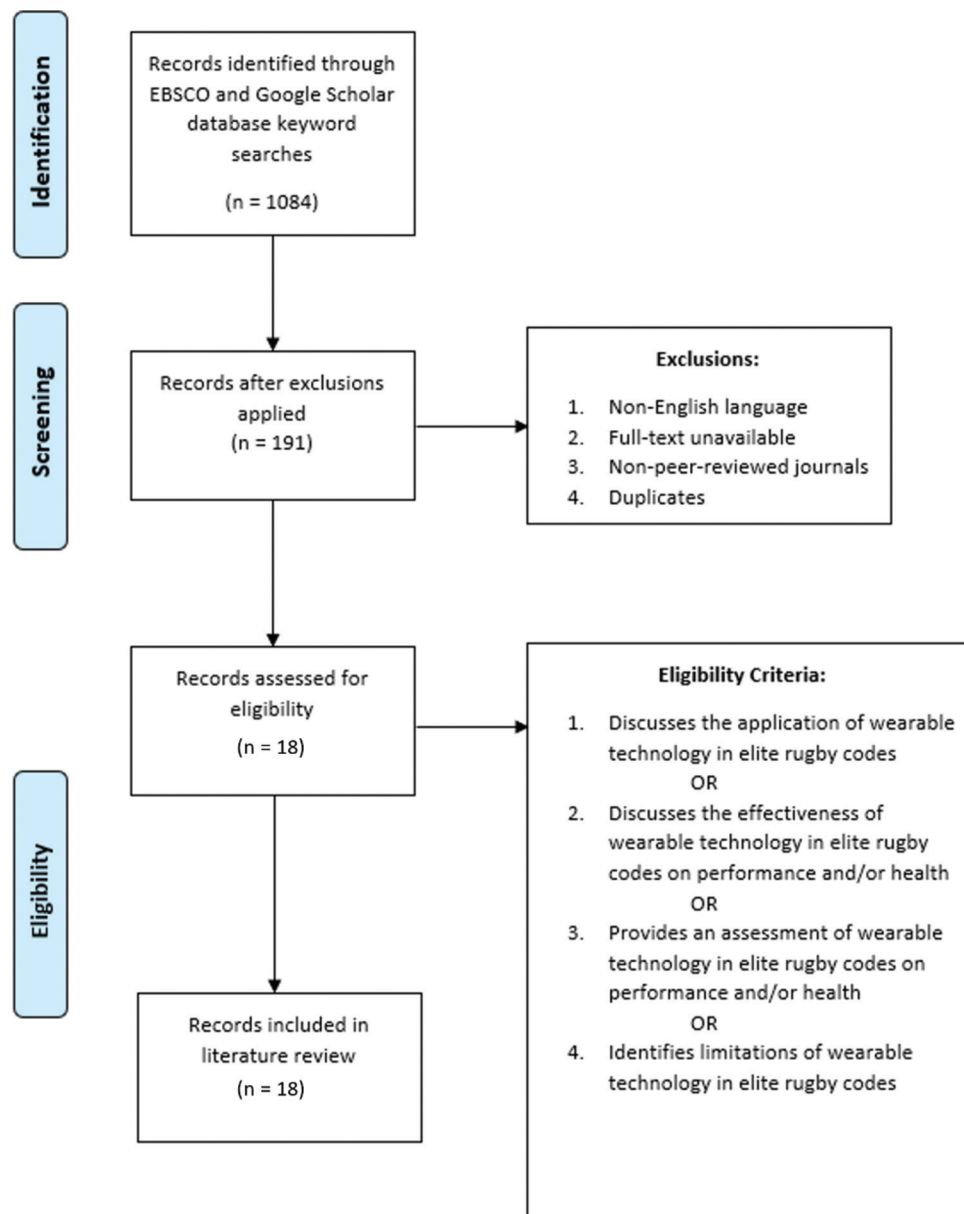 Identification
Records identified through
EBSCO and Google Scholar
database keyword
searches
(n = 1084)
Screening
Records after exclusions
applied
(n = 191)
Exclusions:
1. Non-English language
2. Full-text unavailable
3. Non-peer-reviewed journals
4. Duplicates
Eligibility
Records assessed for
eligibility
(n = 18)
Eligibility Criteria:
1. Discusses the application of wearable
technology in elite rugby codes
OR
2. Discusses the effectiveness of
wearable technology in elite rugby
codes on performance and/or health
OR
3. Provides an assessment of wearable
technology in elite rugby codes on
performance and/or health
OR
4. Identifies limitations of wearable
technology in elite rugby codes
Records included in
literature review
(n = 18)